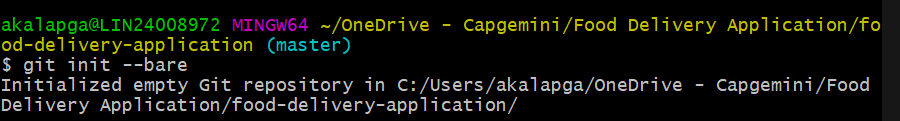 akalapga@LIN24008972 MINGW64 ~/OneDrive - Capgemini/Food Delivery Application/fo
od-delivery-application (master)
$ git init --bare
Initialized empty Git repository in C:/Users/akalapga/OneDrive - Capgemini/Food
Delivery Application/food-delivery-application/